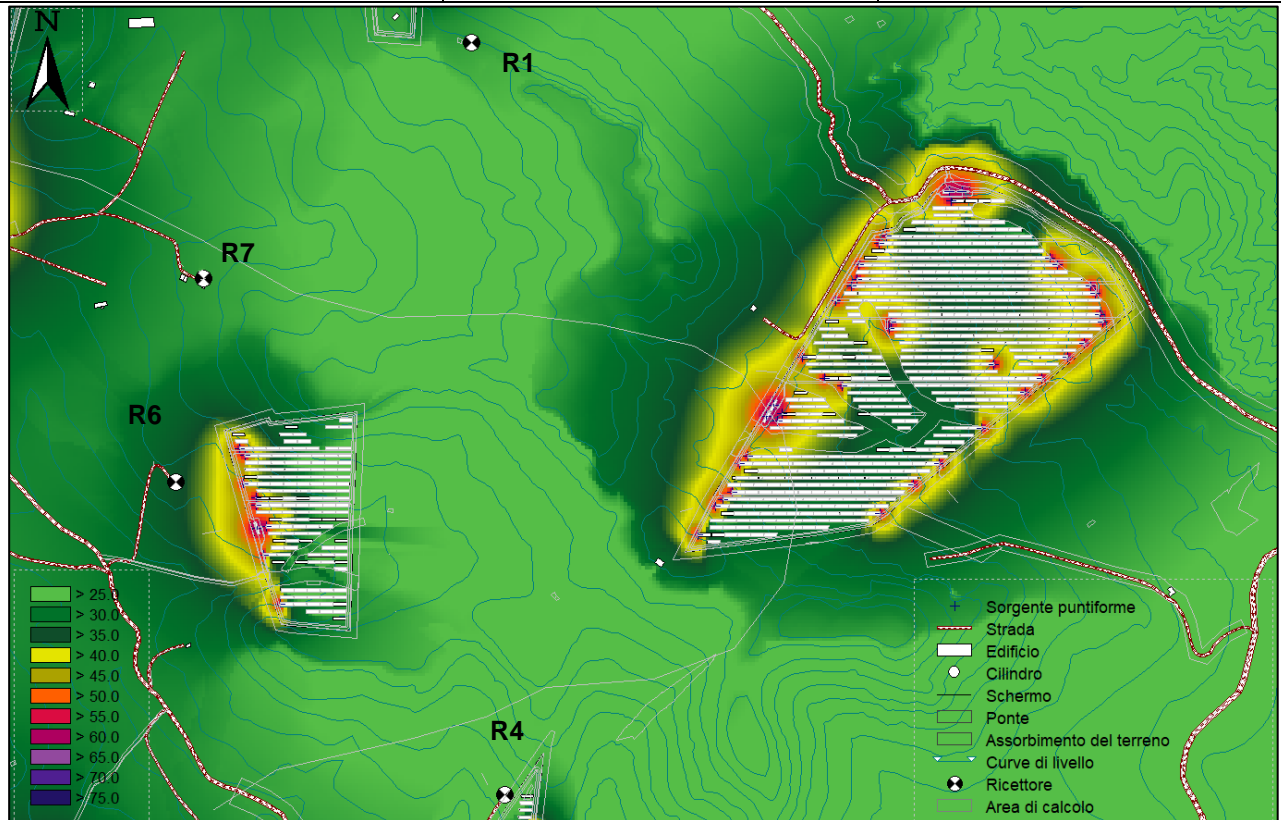 N
R1
R7
R6
R4
> 25.0
> 30.0
> 35.0
> 40.0
> 45.0
> 50.0
> 55.0
> 60.0
> 65.0
> 70.0
> 75.0
Sorgente puntiforme
Strada
Edificio
Cilindro
Schermo
Ponte
Assorbimento del terreno
Curve di livello
Ricettore
Area di calcolo